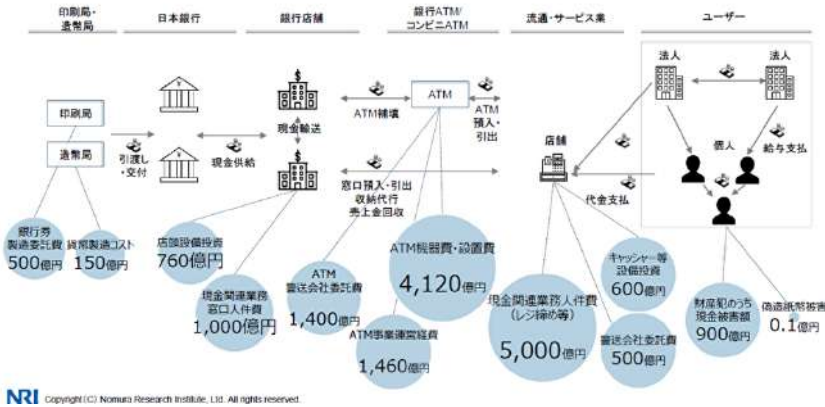 印刷局・
造幣局
日本銀行
銀行店舗
銀行ATM/
コンビニATM
流通・サービス業
ユーザー
法人
法人
印刷局
造幣局
引渡し
・交付
現金供給
現金輸送
ATM補填
ATM
ATM
預入・
引出
窓口預入・引出
収納代行
売上金回収
店舗
代金支払
個人
給与支払
銀行券
製造委託費
500億円
貨幣製造コスト
150億円
店頭設備投資
760億円
現金関連業務
窓口人件費
1,000億円
ATM
警送会社委託費
1,400億円
ATM機器費・設置費
4,120億円
ATM事業運営経費
1,460億円
現金関連業務人件費
(レジ締め等)
5,000億円
キャッシャー等
設備投資
600億円
警送会社委託費
500億円
財産犯のうち
現金被害額
900億円
偽造紙幣被害
0.1億円
NRI Copyright(C) Nomura Research Institute, Ltd. All rights reserved.